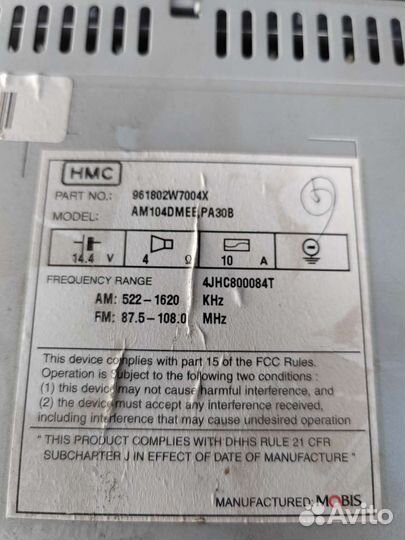 HMC
PART NO.: 961802W7004X
MODEL: AM104DMEE,PA30B
14.4 V 4 Ω 10 A
FREQUENCY RANGE 4JHC800084T
AM: 522-1620 KHz
FM: 87.5-108.0 MHz
This device complies with part 15 of the FCC Rules.
Operation is Subject to the following two conditions :
(1) this device may not cause harmful interference, and
(2) the device must accept any interference received,
including interference that may cause undesired operation
" THIS PRODUCT COMPLIES WITH DHHS RULE 21 CFR
SUBCHARTER J IN EFFECT OF DATE OF MANUFACTURE "
MANUFACTURED: MOBIS
Avito